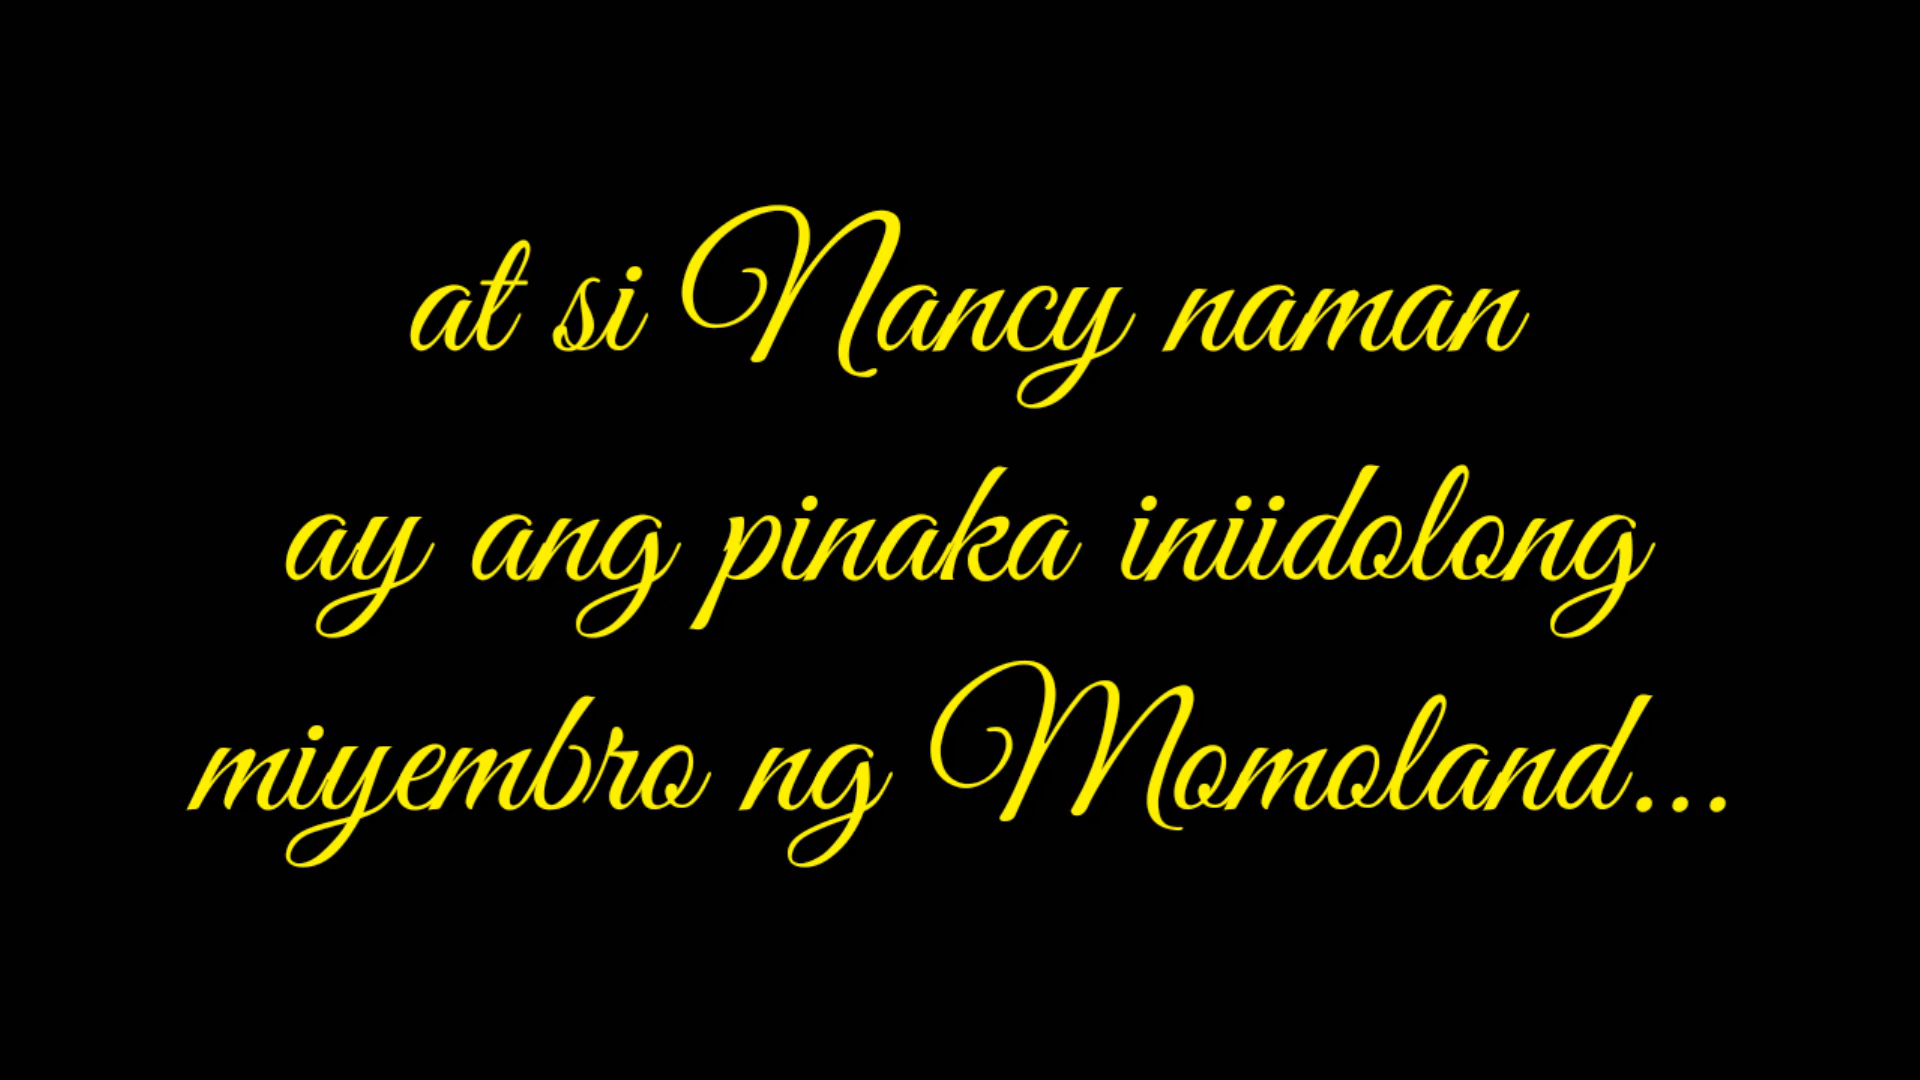 at si Nancy naman
ay ang pinaka iniidolong
miyembro ng Momoland...